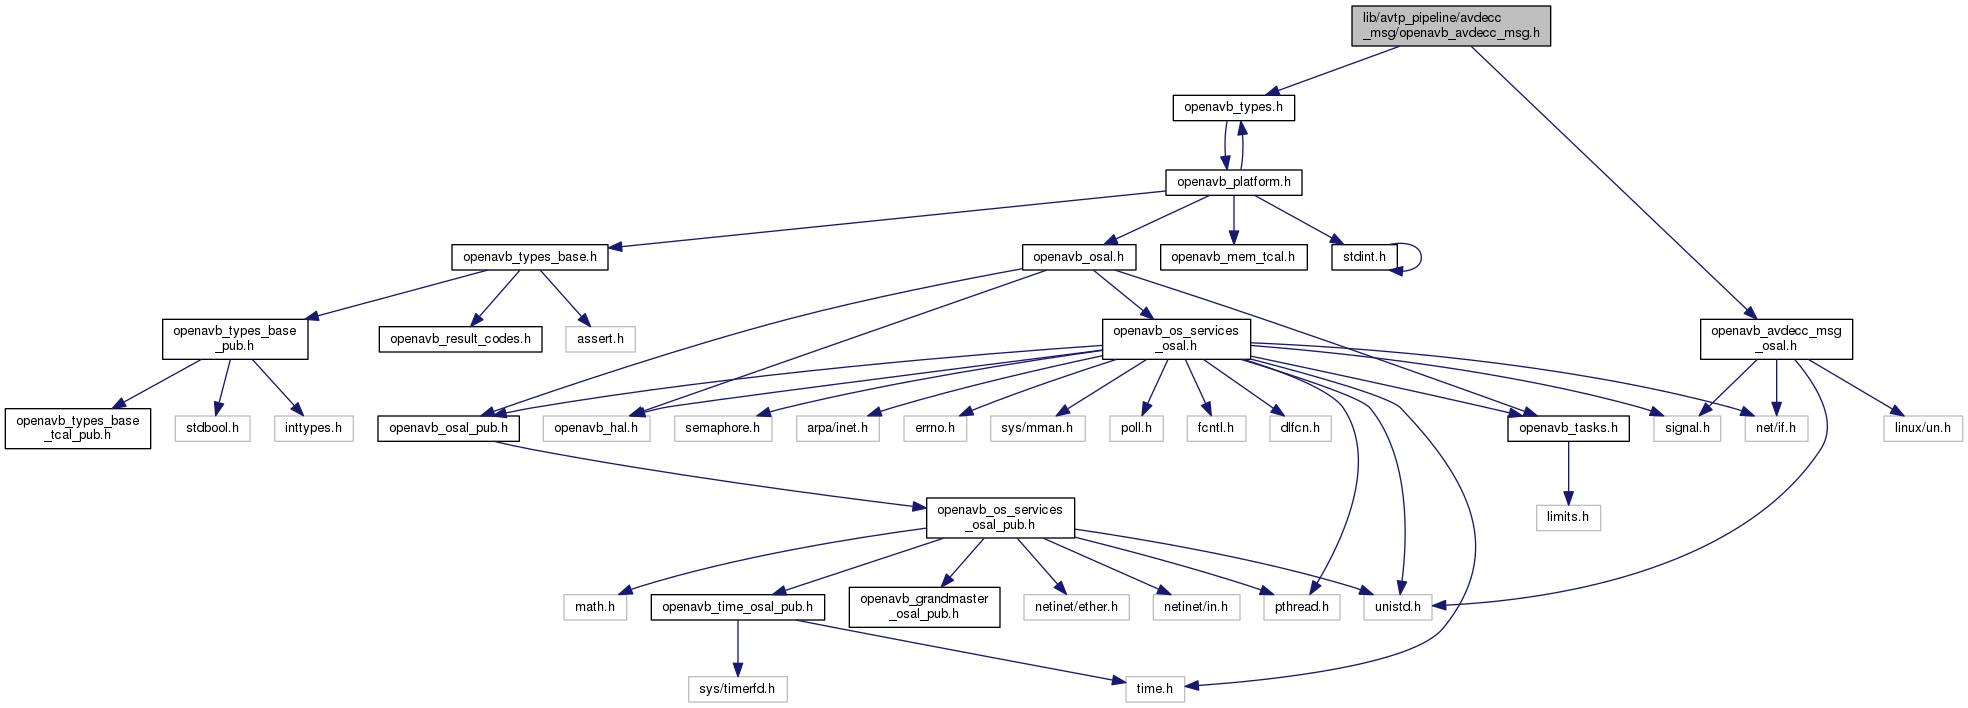 lib/avtp_pipeline/avdecc
_msg/openavb_avdecc_msg.h
openavb_types.h
openavb_platform.h
openavb_types_base.h
openavb_osal.h
openavb_mem_tcal.h
stdint.h
openavb_types_base
_pub.h
openavb_result_codes.h
assert.h
openavb_os_services
_osal.h
openavb_avdecc_msg
_osal.h
openavb_types_base
_tcal_pub.h
stdbool.h
inttypes.h
openavb_osal_pub.h
openavb_hal.h
semaphore.h
arpa/inet.h
errno.h
sys/mman.h
poll.h
fcntl.h
dlfcn.h
openavb_tasks.h
signal.h
net/if.h
linux/un.h
openavb_os_services
_osal_pub.h
limits.h
math.h
openavb_time_osal_pub.h
openavb_grandmaster
_osal_pub.h
netinet/ether.h
netinet/in.h
pthread.h
unistd.h
sys/timerfd.h
time.h